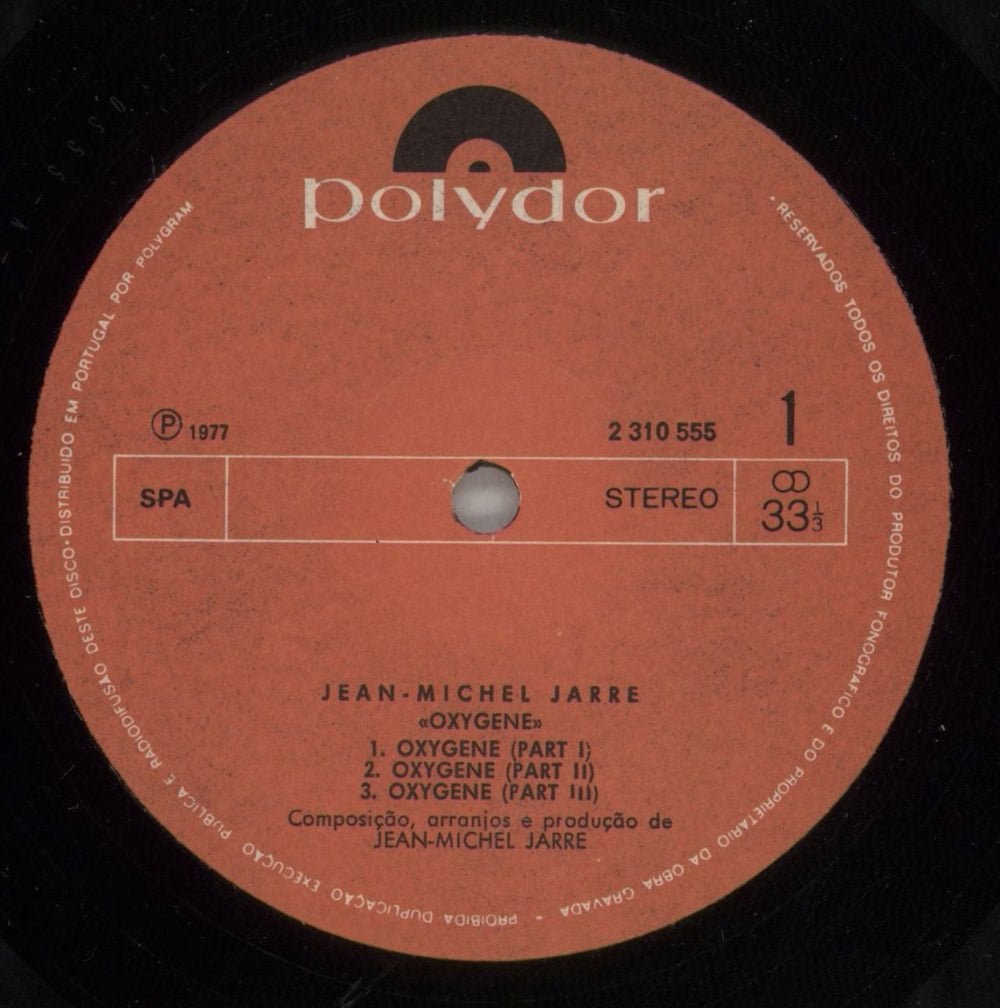 polydor
· RESERVADOS TODOS OS DIREITOS DO PRODUTOR FONOGRAFICO E DO PROPRIETARIO DA OBRA GRAVADA - PROIBIDA DUPLICAÇAO EXECUÇAO PUBLICA E RADIODIFUSAO DESTE DISCO · DISTRIBUIDO EM PORTUGAL POR POLYGRAM
Ⓟ 1977
2 310 555
1
SPA
STEREO
33 1/3
JEAN-MICHEL JARRE
«OXYGENE»
1. OXYGENE (PART I)
2. OXYGENE (PART II)
3. OXYGENE (PART III)
Composição, arranjos e produção de
JEAN-MICHEL JARRE